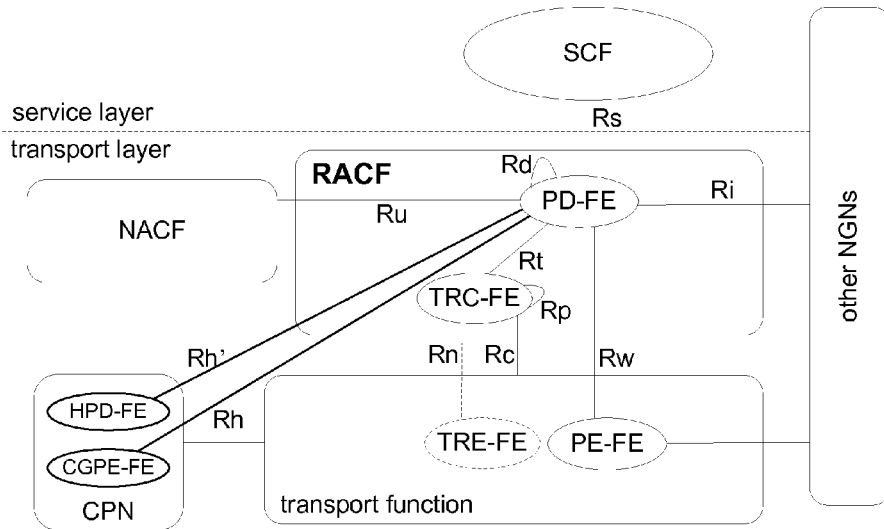 SCF
service layer
Rs
transport layer
RACF
Rd
PD-FE
Ri
NACF
Ru
Rt
TRC-FE
Rp
other NGNs
Rh’
Rn
Rc
Rw
HPD-FE
Rh
TRE-FE
PE-FE
CGPE-FE
CPN
transport function